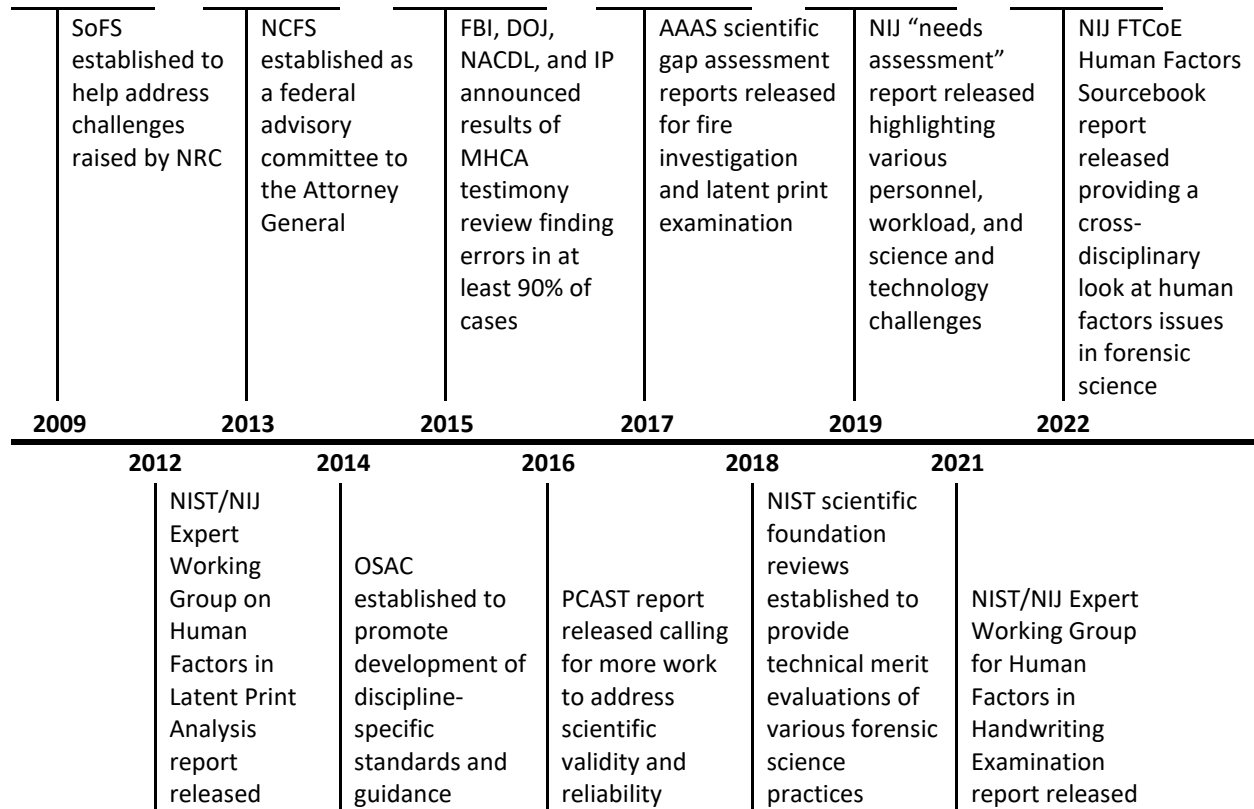 SoFS
established to
help address
challenges
raised by NRC
NCFS
established as
a federal
advisory
committee to
the Attorney
General
FBI, DOJ,
NACDL, and IP
announced
results of
MHCA
testimony
review finding
errors in at
least 90% of
cases
AAAS scientific
gap assessment
reports released
for fire
investigation
and latent print
examination
NIJ “needs
assessment”
report released
highlighting
various
personnel,
workload, and
science and
technology
challenges
NIJ FTCoE
Human Factors
Sourcebook
report
released
providing a
cross-
disciplinary
look at human
factors issues
in forensic
science
2009 2013 2015 2017 2019 2022
2012 2014 2016 2018 2021
NIST/NIJ
Expert
Working
Group on
Human
Factors in
Latent Print
Analysis
report
released
OSAC
established to
promote
development of
discipline-
specific
standards and
guidance
PCAST report
released calling
for more work
to address
scientific
validity and
reliability
NIST scientific
foundation
reviews
established to
provide
technical merit
evaluations of
various forensic
science
practices
NIST/NIJ Expert
Working Group
for Human
Factors in
Handwriting
Examination
report released